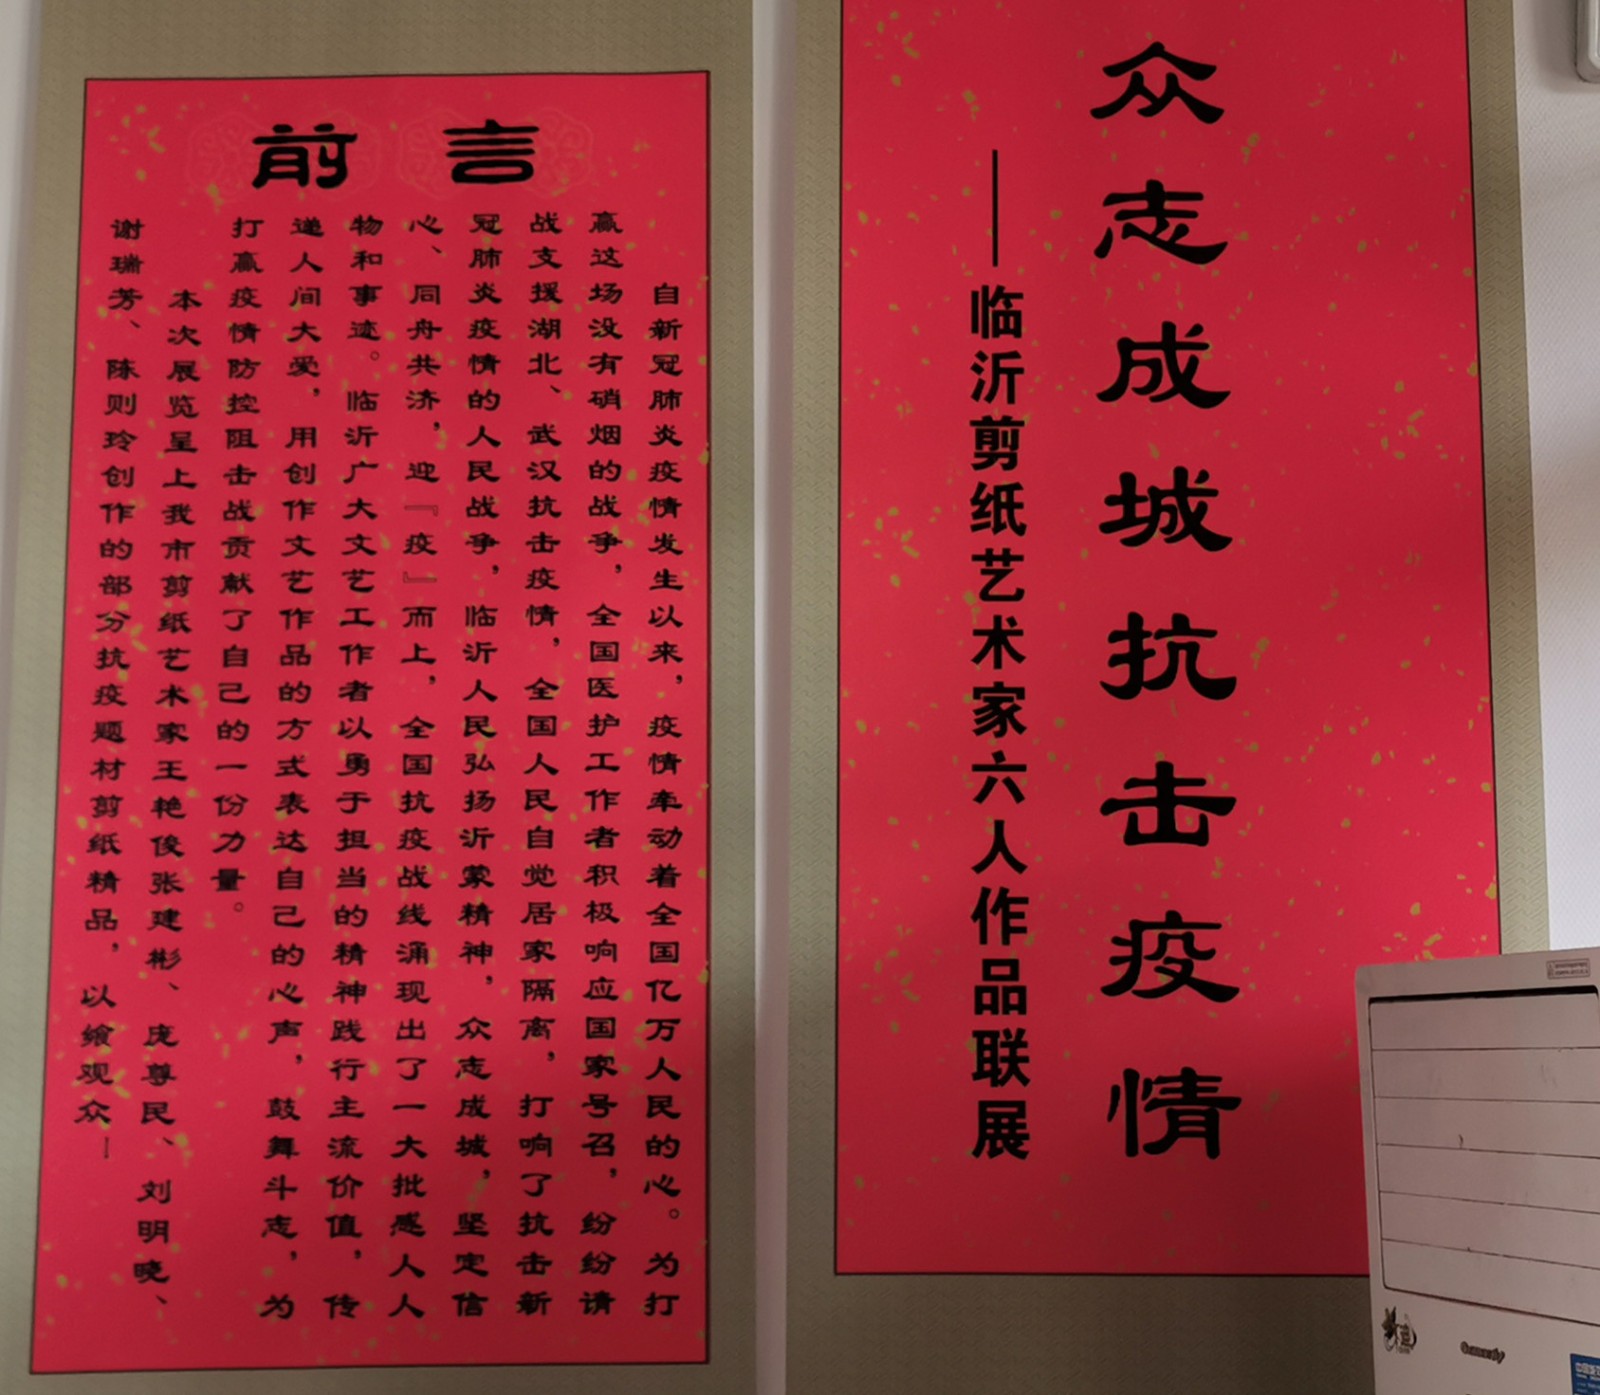 众志成城抗击疫情
——临沂剪纸艺术家六人作品联展
前言
自新冠肺炎疫情发生以来，疫情牵动着全国亿万人民的心。为打
赢这场没有硝烟的战争，全国医护工作者积极响应国家号召，纷纷请
战支援湖北、武汉抗击疫情，全国人民自觉居家隔离，打响了抗击新
冠肺炎疫情的人民战争，临沂人民弘扬沂蒙精神，众志成城，坚定信
心、同舟共济，迎『疫』而上，全国抗疫战线涌现出了一大批感人人
物和事迹。临沂广大文艺工作者以勇于担当的精神践行主流价值，传
递人间大爱，用创作文艺作品的方式表达自己的心声，鼓舞斗志，为
打赢疫情防控阻击战贡献了自己的一份力量。
本次展览呈上我市剪纸艺术家王艳俊张建彬、庞尊民、刘明晓、
谢瑞芳、陈则玲创作的部分抗疫题材剪纸精品，以飨观众—